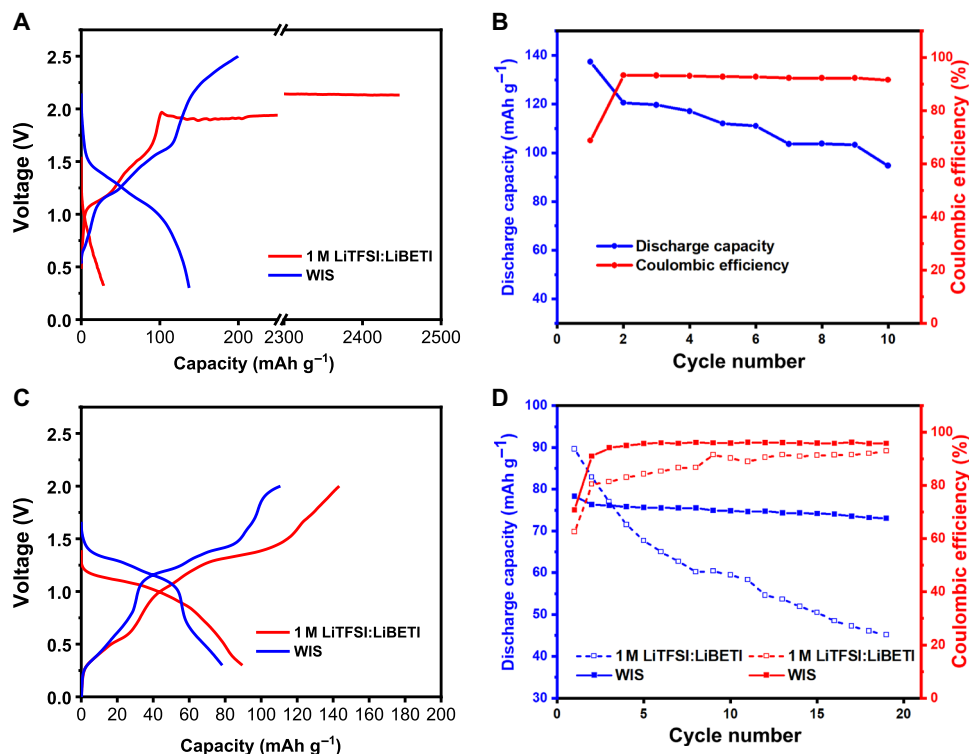 A
2.5
2.0
1.5
1.0
0.5
0.0
Voltage (V)
1 M LiTFSI:LiBETI
WIS
0 100 200 2300 2400 2500
Capacity (mAh g⁻¹)
B
140
120
100
80
60
40
Discharge capacity (mAh g⁻¹)
Discharge capacity
Coulombic efficiency
100
80
60
40
20
0
Coulombic efficiency (%)
0 2 4 6 8 10
Cycle number
C
2.5
2.0
1.5
1.0
0.5
0.0
Voltage (V)
1 M LiTFSI:LiBETI
WIS
0 20 40 60 80 100 120 140 160 180 200
Capacity (mAh g⁻¹)
D
100
90
80
70
60
50
40
30
Discharge capacity (mAh g⁻¹)
1 M LiTFSI:LiBETI 1 M LiTFSI:LiBETI
WIS WIS
100
80
60
40
20
0
Coulombic efficiency (%)
0 5 10 15 20
Cycle number